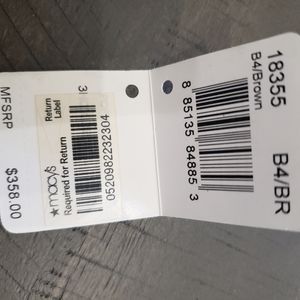 18355
B4/Brown
8 85135 84885 3
B4/BR
★macy's
Required for Return
Return
Label
0520982232304
MFSRP
$358.00